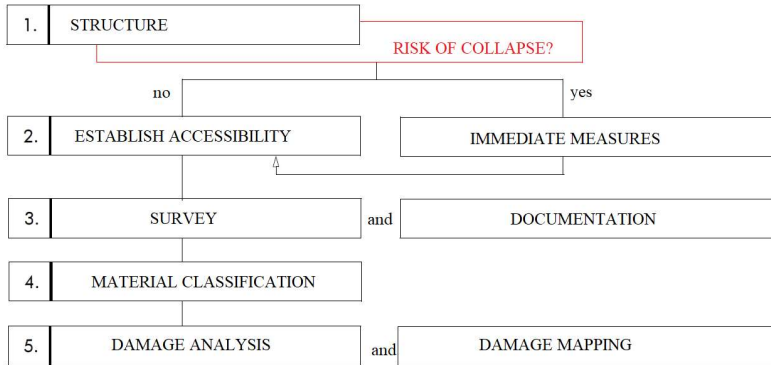 1. STRUCTURE
RISK OF COLLAPSE?
no yes
2. ESTABLISH ACCESSIBILITY IMMEDIATE MEASURES
3. SURVEY and DOCUMENTATION
4. MATERIAL CLASSIFICATION
5. DAMAGE ANALYSIS and DAMAGE MAPPING